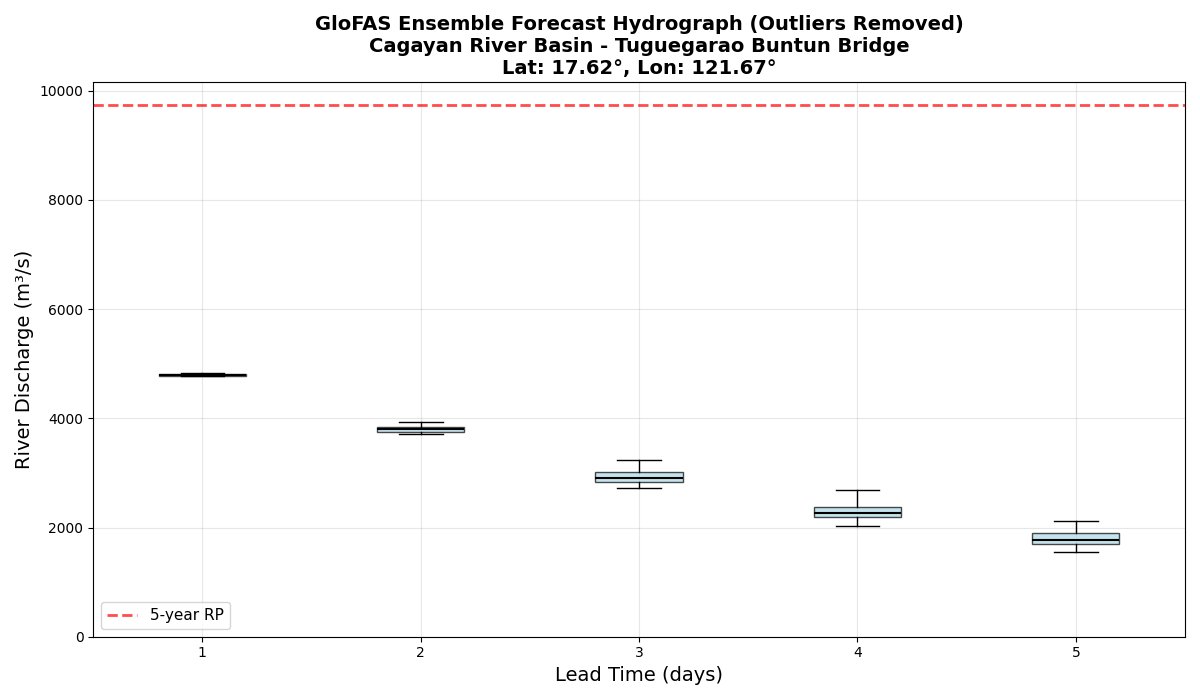 GloFAS Ensemble Forecast Hydrograph (Outliers Removed)
Cagayan River Basin - Tuguegarao Buntun Bridge
Lat: 17.62°, Lon: 121.67°
River Discharge (m³/s)
10000
8000
6000
4000
2000
0
5-year RP
1 2 3 4 5
Lead Time (days)